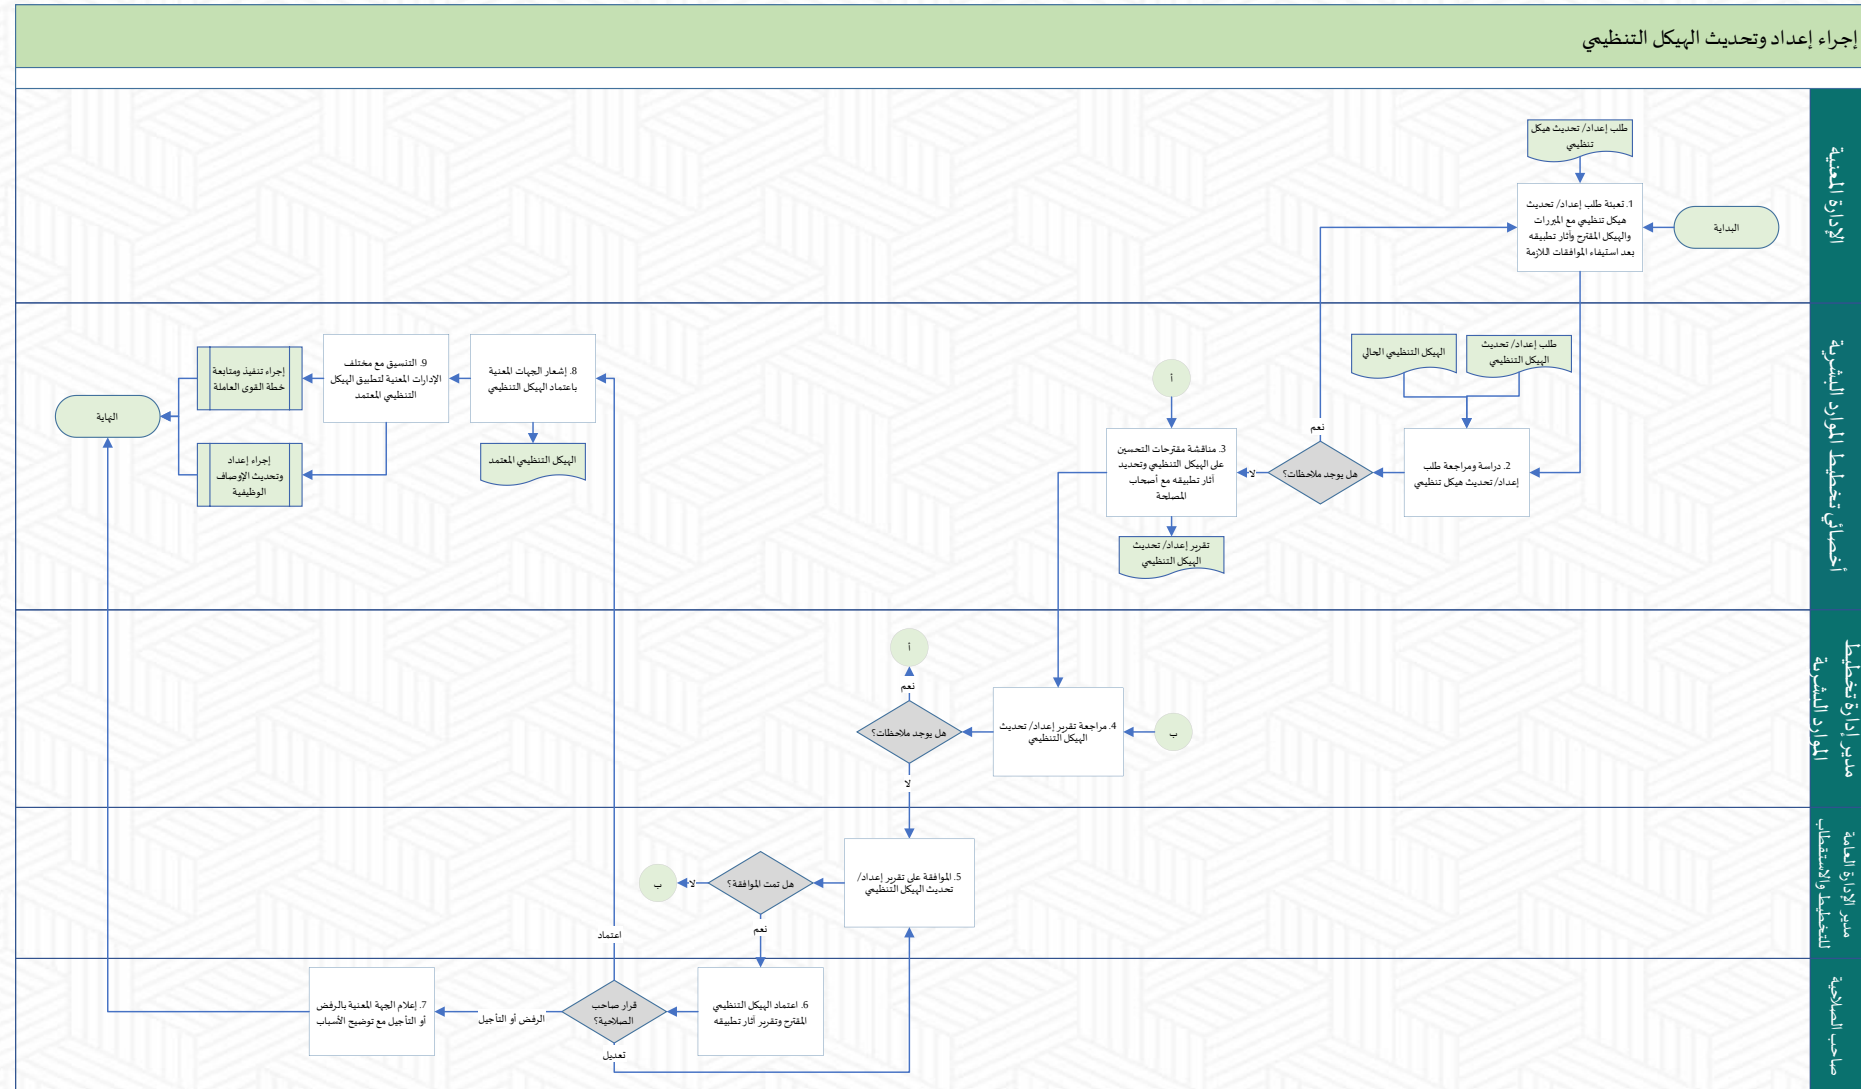 إجراء إعداد وتحديث الهيكل التنظيمي
الإدارة المعنية
طلب إعداد/ تحديث هيكل
تنظيمي
البداية
1. تعبئة طلب إعداد/ تحديث
هيكل تنظيمي مع المبررات
والهيكل المقترح وأثار تطبيقه
بعد استيفاء الموافقات اللازمة
أخصائي تخطيط الموارد البشرية
طلب إعداد/ تحديث
الهيكل التنظيمي
الهيكل التنظيمي الحالي
2. دراسة ومراجعة طلب
إعداد/ تحديث هيكل تنظيمي
هل يوجد ملاحظات؟
نعم
لا
أ
3. مناقشة مقترحات التحسين
على الهيكل التنظيمي وتحديد
أثار تطبيقه مع أصحاب
المصلحة
تقرير إعداد/ تحديث
الهيكل التنظيمي
8. إشعار الجهات المعنية
باعتماد الهيكل التنظيمي
الهيكل التنظيمي المعتمد
9. التنسيق مع مختلف
الإدارات المعنية لتطبيق الهيكل
التنظيمي المعتمد
إجراء تنفيذ ومتابعة
خطة القوى العاملة
إجراء إعداد
وتحديث الإوصاف
الوظيفية
النهاية
مدير إدارة تخطيط
الموارد البشرية
ب
4. مراجعة تقرير إعداد/ تحديث
الهيكل التنظيمي
هل يوجد ملاحظات؟
نعم
أ
لا
مدير الإدارة العامة
للتخطيط والاستقطاب
5. الموافقة على تقرير إعداد/
تحديث الهيكل التنظيمي
هل تمت الموافقة؟
لا
ب
نعم
صاحب الصلاحية
6. اعتماد الهيكل التنظيمي
المقترح وتقرير أثار تطبيقه
قرار صاحب
الصلاحية؟
اعتماد
تعديل
الرفض أو التأجيل
7. إعلام الجهة المعنية بالرفض
أو التأجيل مع توضيح الأسباب